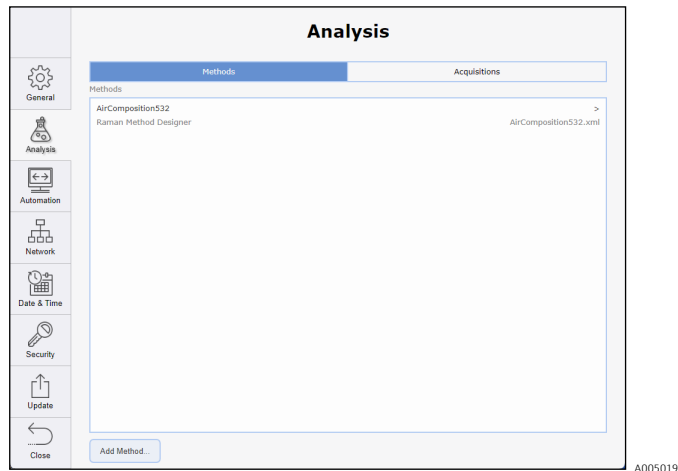 Analysis
General
Analysis
Automation
Network
Date & Time
Security
Update
Close
Methods Acquisitions
Methods
AirComposition532 >
Raman Method Designer AirComposition532.xml
Add Method...
A005019